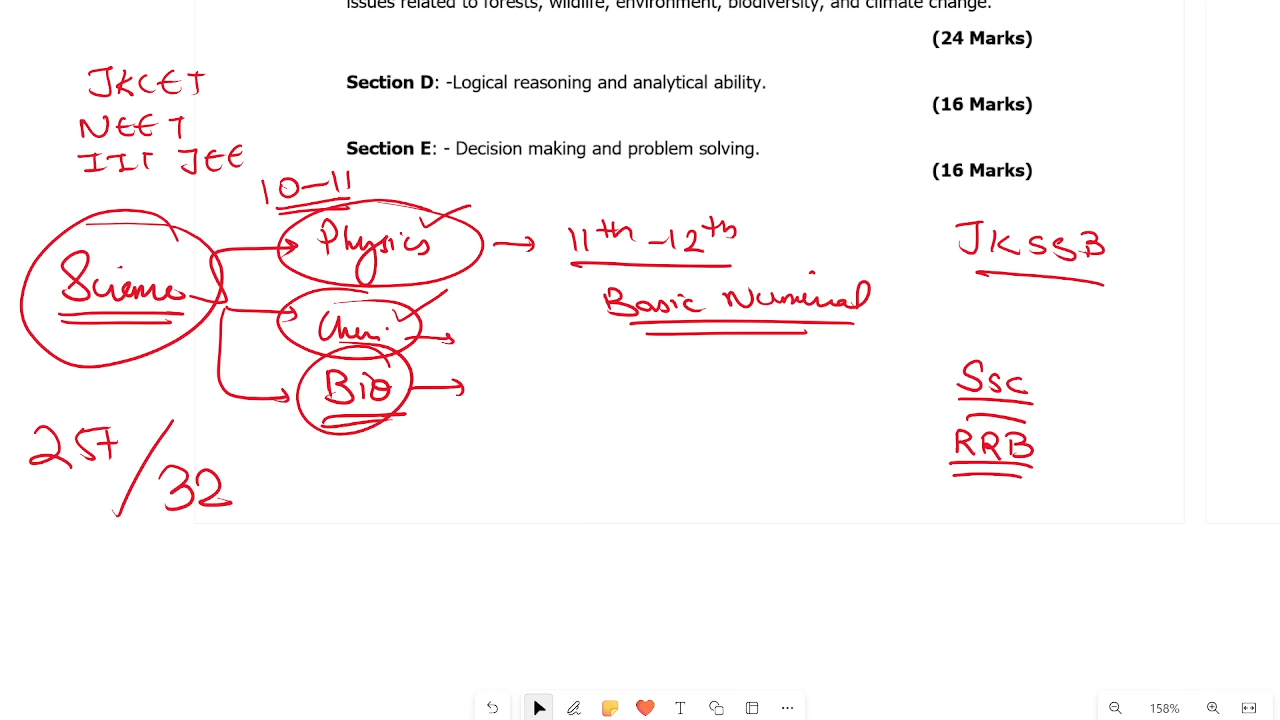 issues related to forests, wildlife, environment, biodiversity, and climate change.
(24 Marks)
JKCET
Section D: -Logical reasoning and analytical ability.
(16 Marks)
NEET
IIT JEE
Section E: - Decision making and problem solving.
(16 Marks)
10-11
Physics → 11th-12th
JKSSB
Science
Basic Numerical
Chem.
Bio
SSC
RRB
25+
/32
158%